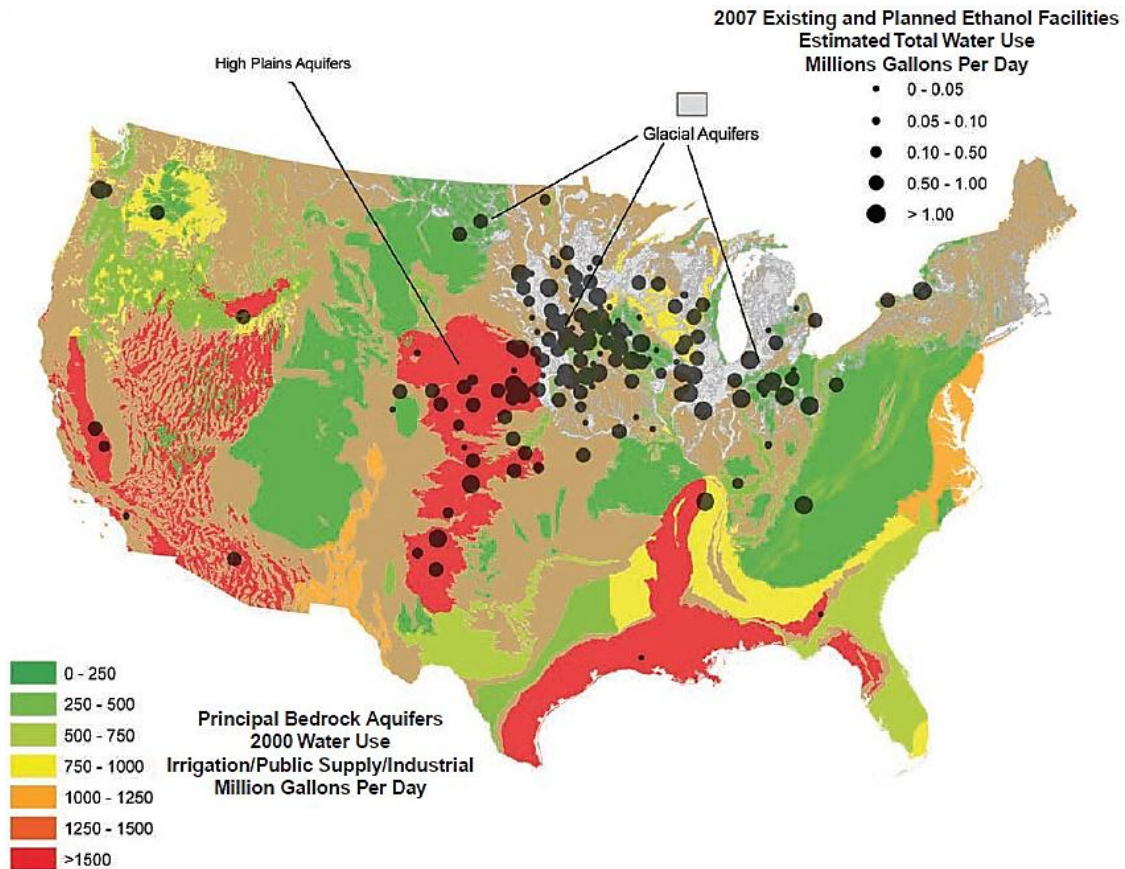 2007 Existing and Planned Ethanol Facilities
Estimated Total Water Use
Millions Gallons Per Day
0 - 0.05
0.05 - 0.10
0.10 - 0.50
0.50 - 1.00
> 1.00
High Plains Aquifers
Glacial Aquifers
0 - 250
250 - 500
500 - 750
750 - 1000
1000 - 1250
1250 - 1500
>1500
Principal Bedrock Aquifers
2000 Water Use
Irrigation/Public Supply/Industrial
Million Gallons Per Day